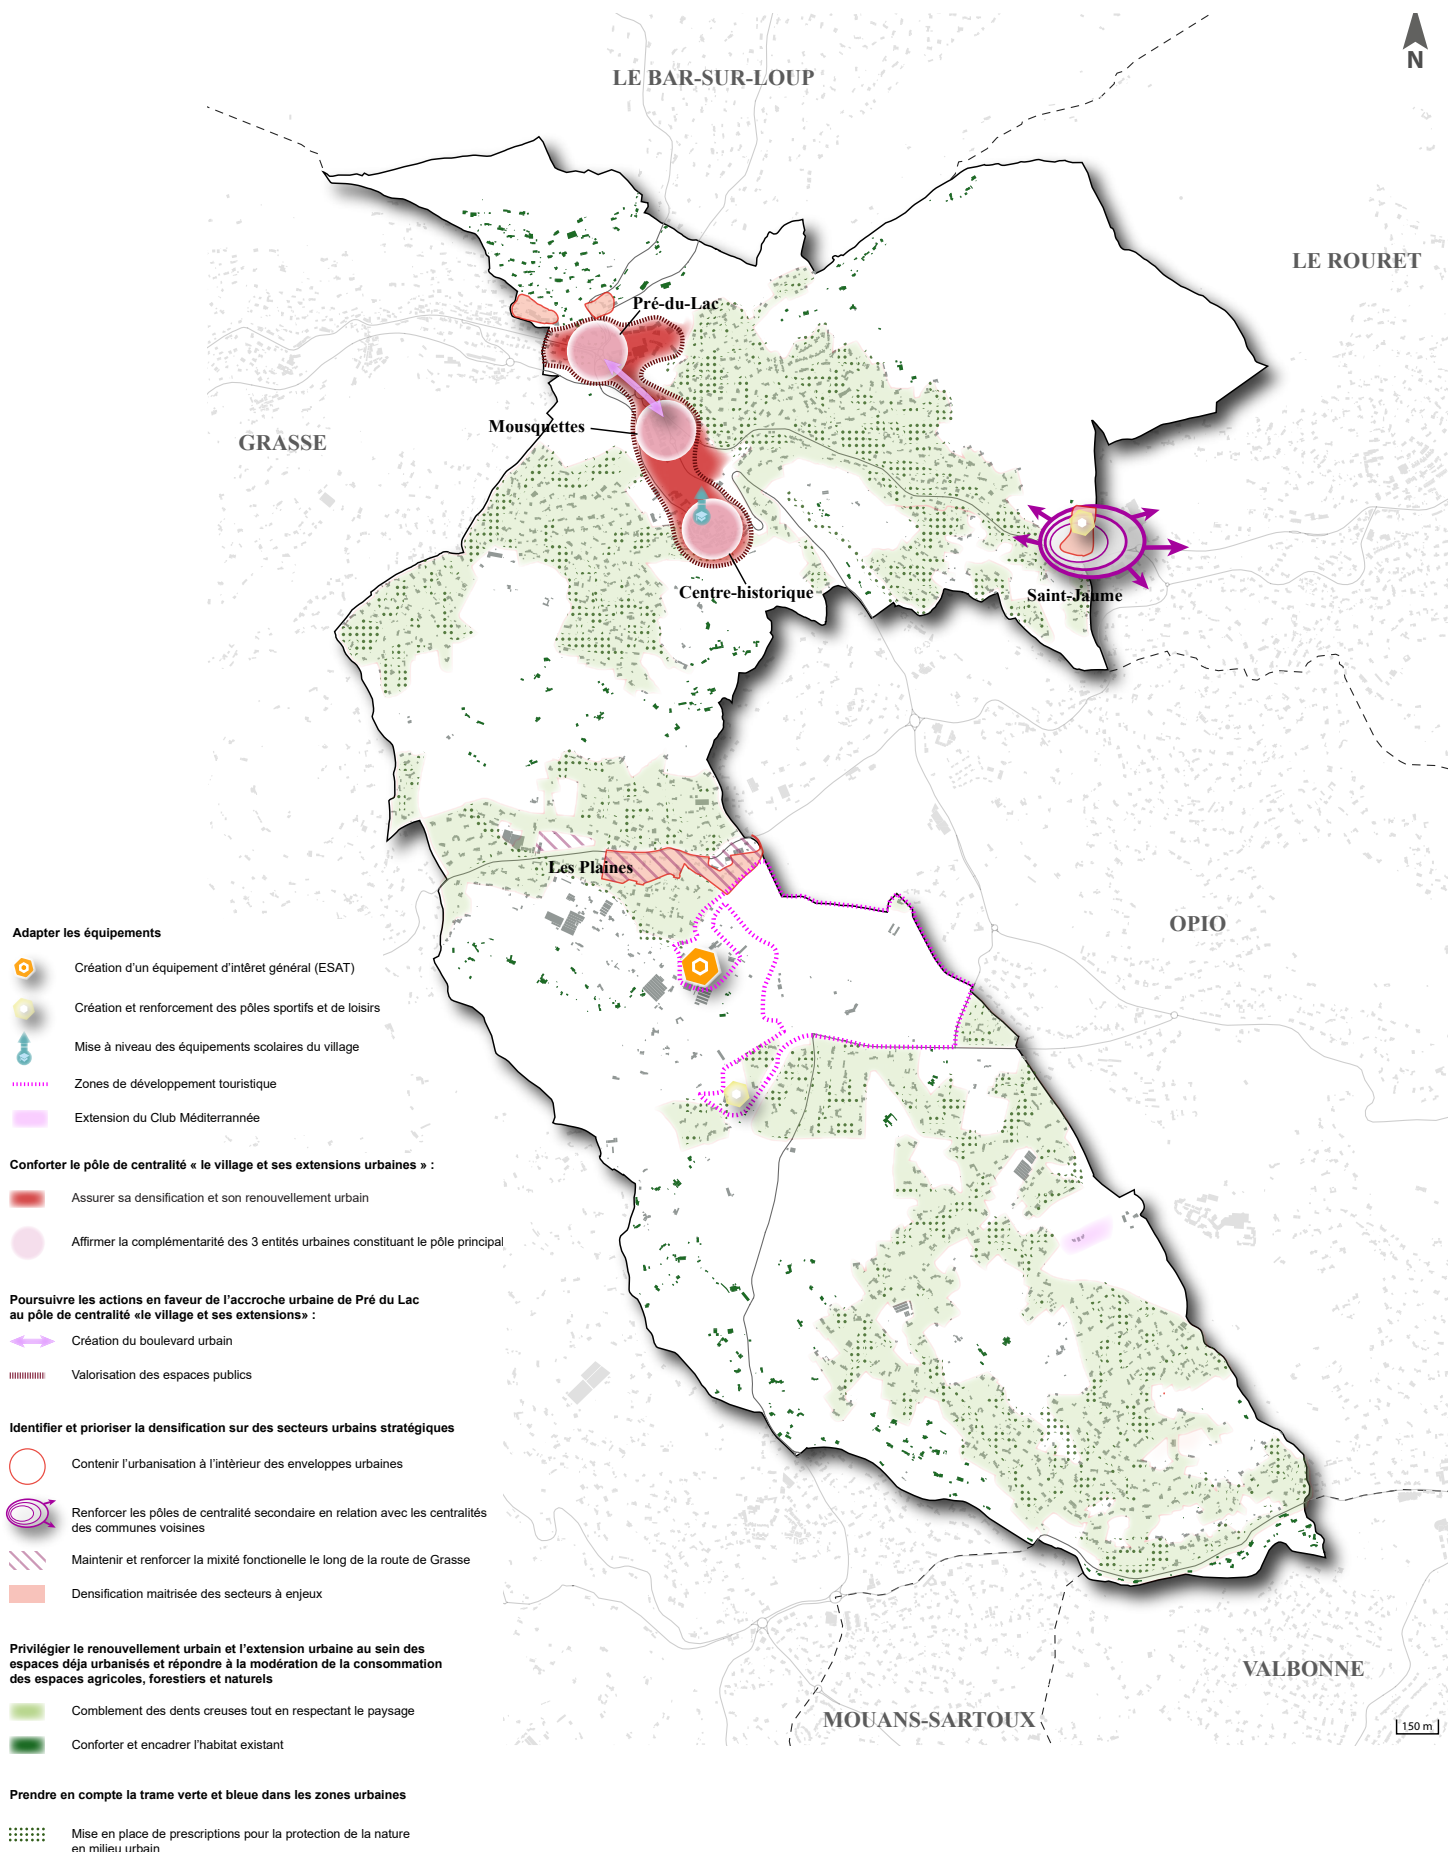 N
LE BAR-SUR-LOUP
LE ROURET
Pré-du-Lac
Mousquettes
GRASSE
Centre-historique
Saint-Jaume
Les Plaines
OPIO
Adapter les équipements
Création d'un équipement d'intêret général (ESAT)
Création et renforcement des pôles sportifs et de loisirs
Mise à niveau des équipements scolaires du village
Zones de développement touristique
Extension du Club Méditerrannée
Conforter le pôle de centralité « le village et ses extensions urbaines » :
Assurer sa densification et son renouvellement urbain
Affirmer la complémentarité des 3 entités urbaines constituant le pôle principal
Poursuivre les actions en faveur de l'accroche urbaine de Pré du Lac
au pôle de centralité «le village et ses extensions» :
Création du boulevard urbain
Valorisation des espaces publics
Identifier et prioriser la densification sur des secteurs urbains stratégiques
Contenir l'urbanisation à l'intèrieur des enveloppes urbaines
Renforcer les pôles de centralité secondaire en relation avec les centralités
des communes voisines
Maintenir et renforcer la mixité fonctionelle le long de la route de Grasse
Densification maitrisée des secteurs à enjeux
Privilégier le renouvellement urbain et l'extension urbaine au sein des
espaces déja urbanisés et répondre à la modération de la consommation
des espaces agricoles, forestiers et naturels
Comblement des dents creuses tout en respectant le paysage
Conforter et encadrer l'habitat existant
Prendre en compte la trame verte et bleue dans les zones urbaines
Mise en place de prescriptions pour la protection de la nature
en milieu urbain
VALBONNE
MOUANS-SARTOUX
150 m